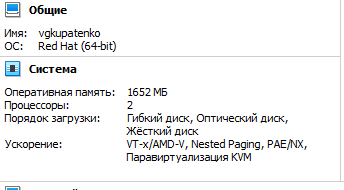 Общие
Имя: vgkupatenko
ОС: Red Hat (64-bit)
Система
Оперативная память: 1652 МБ
Процессоры: 2
Порядок загрузки: Гибкий диск, Оптический диск,
Жёсткий диск
Ускорение: VT-x/AMD-V, Nested Paging, PAE/NX,
Паравиртуализация KVM